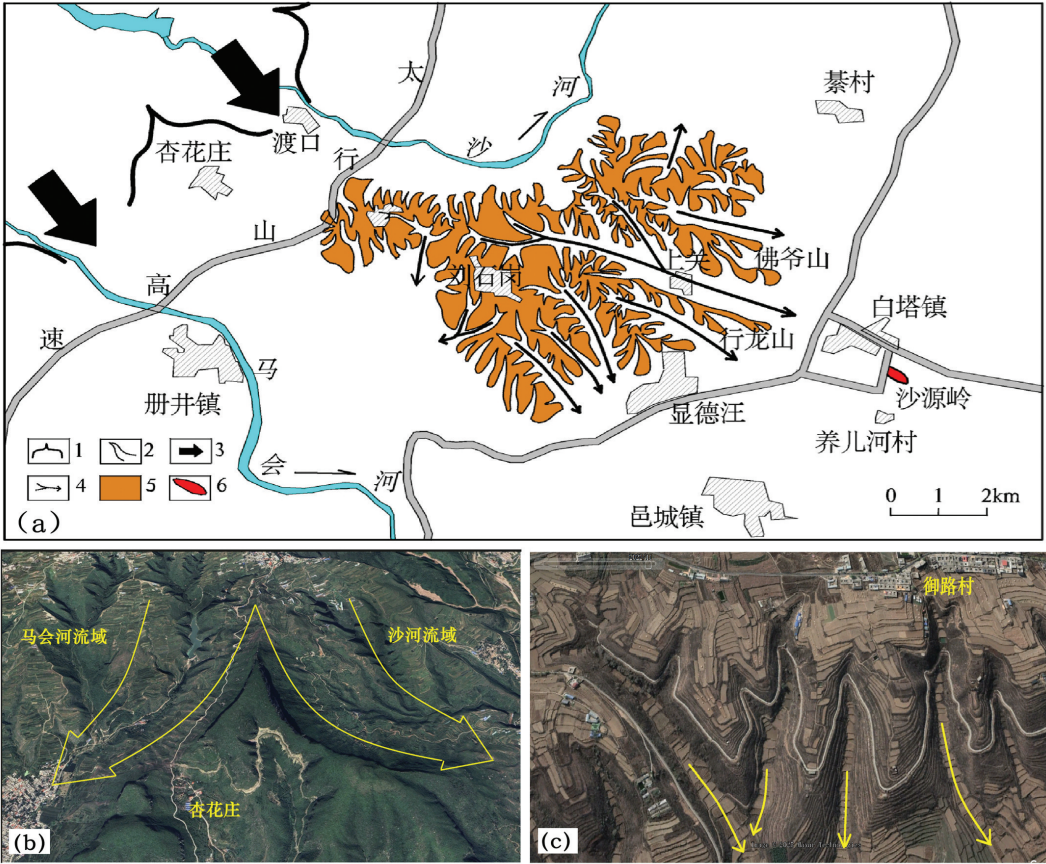 太
河
綦村
渡口
沙
行
杏花庄
山
上关
佛爷山
刘石岗
高
白塔镇
速
行龙山
马
册井镇
显德汪
沙源岭
养儿河村
1 2 3
会
河
4 5 6
邑城镇
0 1 2km
(a)
御路村
马会河流域
沙河流域
杏花庄
(b)
(c)